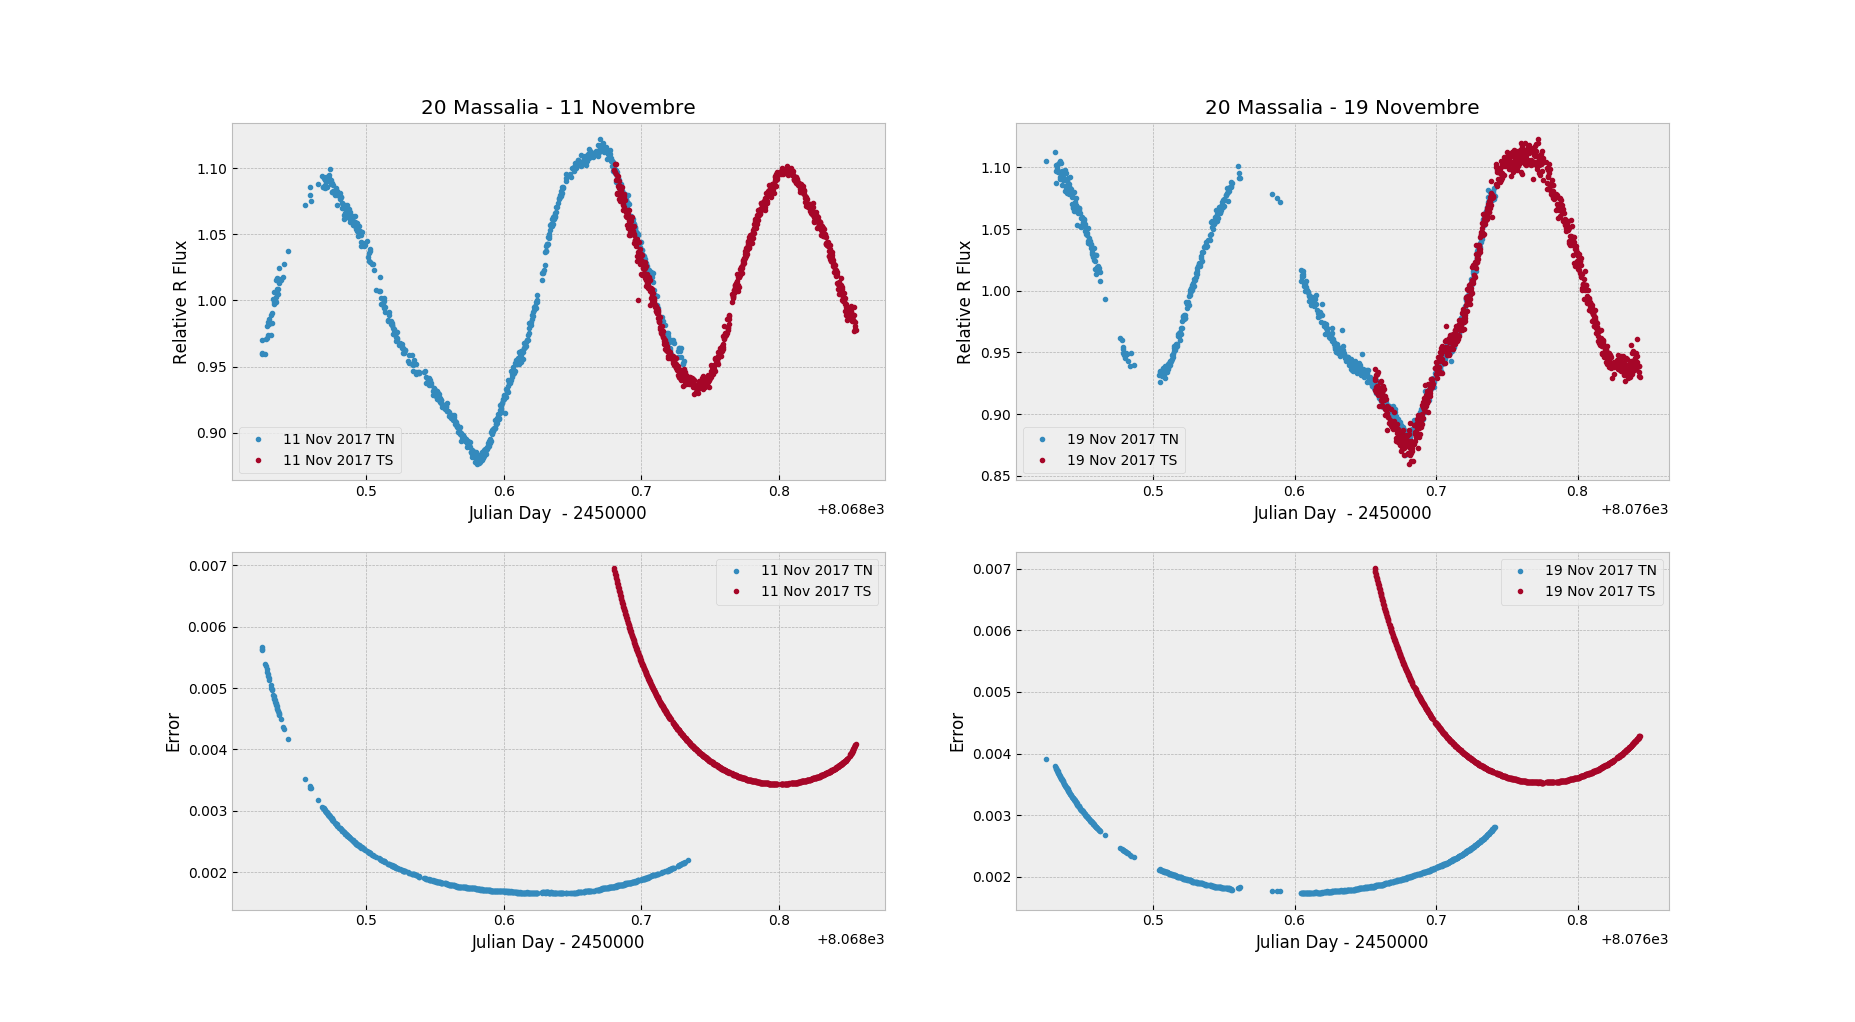 20 Massalia - 11 Novembre
1.10
1.05
1.00
0.95
0.90
Relative R Flux
11 Nov 2017 TN
11 Nov 2017 TS
0.5 0.6 0.7 0.8
Julian Day - 2450000
+8.068e3
20 Massalia - 19 Novembre
1.10
1.05
1.00
0.95
0.90
0.85
Relative R Flux
19 Nov 2017 TN
19 Nov 2017 TS
0.5 0.6 0.7 0.8
Julian Day - 2450000
+8.076e3
0.007
0.006
0.005
0.004
0.003
0.002
Error
11 Nov 2017 TN
11 Nov 2017 TS
0.5 0.6 0.7 0.8
Julian Day - 2450000
+8.068e3
0.007
0.006
0.005
0.004
0.003
0.002
Error
19 Nov 2017 TN
19 Nov 2017 TS
0.5 0.6 0.7 0.8
Julian Day - 2450000
+8.076e3